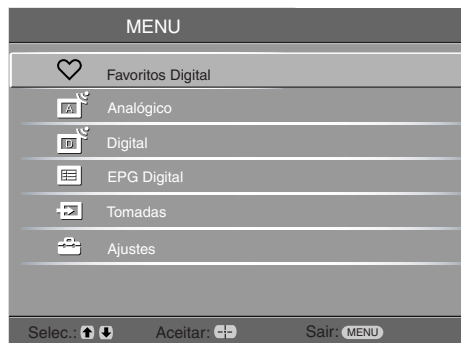 MENU
Favoritos Digital
A Analógico
D Digital
EPG Digital
Tomadas
Ajustes
Selec.: Aceitar: Sair: MENU